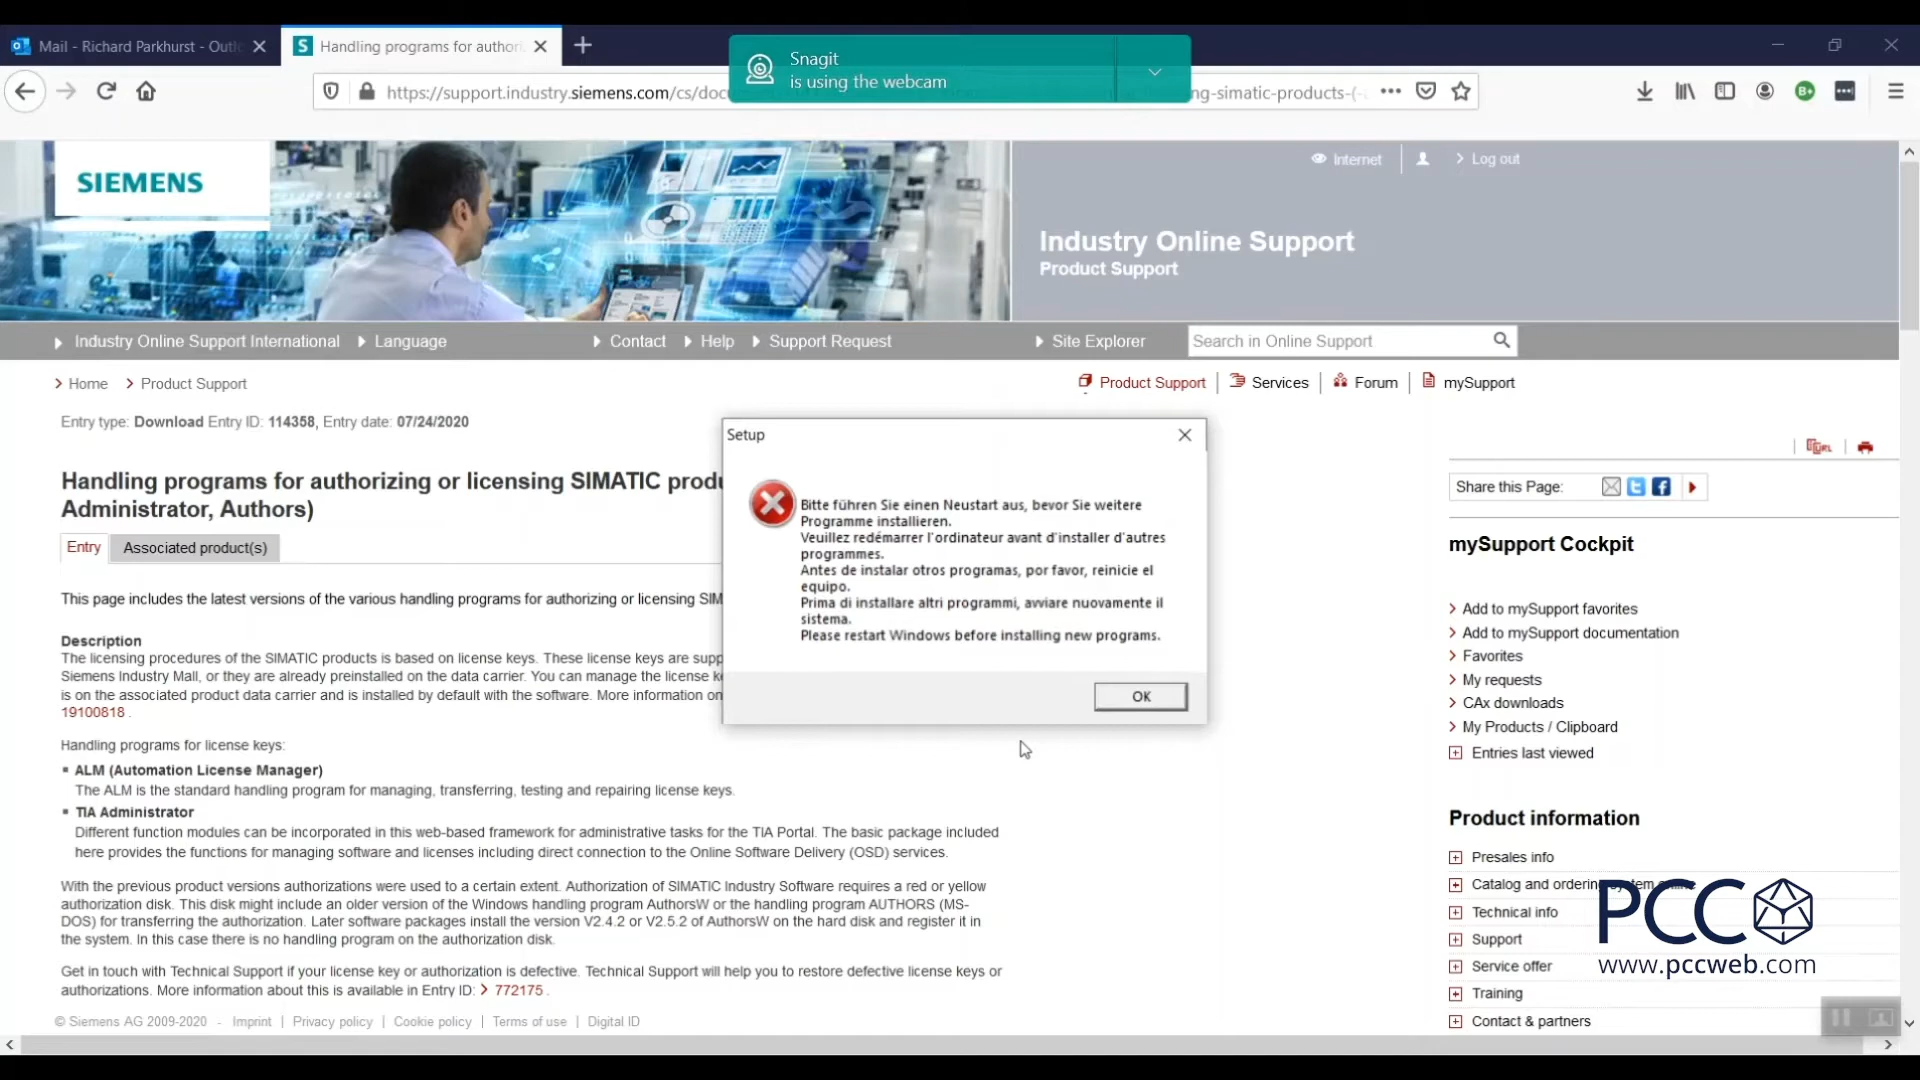 Mail - Richard Parkhurst - Outl
Handling programs for authori
Snagit
is using the webcam
https://support.industry.siemens.com/cs/docu
ng-simatic-products-(-a
SIEMENS
Internet
Log out
Industry Online Support
Product Support
Industry Online Support International
Language
Contact
Help
Support Request
Site Explorer
Search in Online Support
Home
Product Support
Product Support
Services
Forum
mySupport
Entry type: Download Entry ID: 114358, Entry date: 07/24/2020
Handling programs for authorizing or licensing SIMATIC produ
Administrator, Authors)
Entry
Associated product(s)
This page includes the latest versions of the various handling programs for authorizing or licensing SIM
Description
The licensing procedures of the SIMATIC products is based on license keys. These license keys are supp
Siemens Industry Mall, or they are already preinstalled on the data carrier. You can manage the license ke
is on the associated product data carrier and is installed by default with the software. More information on
19100818 .
Handling programs for license keys:
ALM (Automation License Manager)
The ALM is the standard handling program for managing, transferring, testing and repairing license keys.
TIA Administrator
Different function modules can be incorporated in this web-based framework for administrative tasks for the TIA Portal. The basic package included
here provides the functions for managing software and licenses including direct connection to the Online Software Delivery (OSD) services.
With the previous product versions authorizations were used to a certain extent. Authorization of SIMATIC Industry Software requires a red or yellow
authorization disk. This disk might include an older version of the Windows handling program AuthorsW or the handling program AUTHORS (MS-
DOS) for transferring the authorization. Later software packages install the version V2.4.2 or V2.5.2 of AuthorsW on the hard disk and register it in
the system. In this case there is no handling program on the authorization disk.
Get in touch with Technical Support if your license key or authorization is defective. Technical Support will help you to restore defective license keys or
authorizations. More information about this is available in Entry ID: 772175 .
© Siemens AG 2009-2020 - Imprint | Privacy policy | Cookie policy | Terms of use | Digital ID
Setup
Bitte führen Sie einen Neustart aus, bevor Sie weitere
Programme installieren.
Veuillez redémarrer l'ordinateur avant d'installer d'autres
programmes.
Antes de instalar otros programas, por favor, reinicie el
equipo.
Prima di installare altri programmi, avviare nuovamente il
sistema.
Please restart Windows before installing new programs.
OK
URL
Share this Page:
mySupport Cockpit
Add to mySupport favorites
Add to mySupport documentation
Favorites
My requests
CAx downloads
My Products / Clipboard
Entries last viewed
Product information
Presales info
Catalog and ordering system online
Technical info
Support
Service offer
Training
Contact & partners
PCC
www.pccweb.com